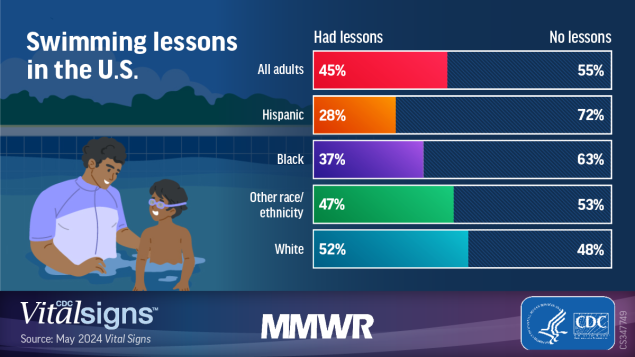 Swimming lessons
in the U.S.
Had lessons No lessons
All adults 45% 55%
Hispanic 28% 72%
Black 37% 63%
Other race/
ethnicity 47% 53%
White 52% 48%
CDC
Vitalsigns™
Source: May 2024 Vital Signs
MMWR
CDC
CS347749